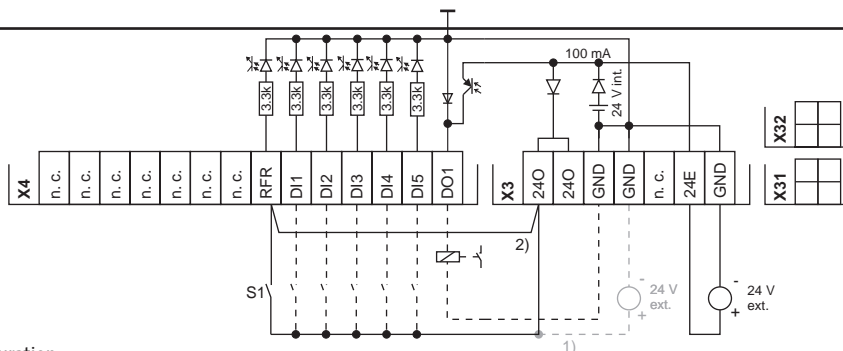 100 mA
3.3k
3.3k
3.3k
3.3k
3.3k
3.3k
24 V int.
X32
X4
n. c.
n. c.
n. c.
n. c.
n. c.
n. c.
n. c.
RFR
DI1
DI2
DI3
DI4
DI5
DO1
X3
24O
24O
GND
GND
n. c.
24E
GND
X31
2)
S1
-
24 V
ext.
+
-
24 V
ext.
+
1)